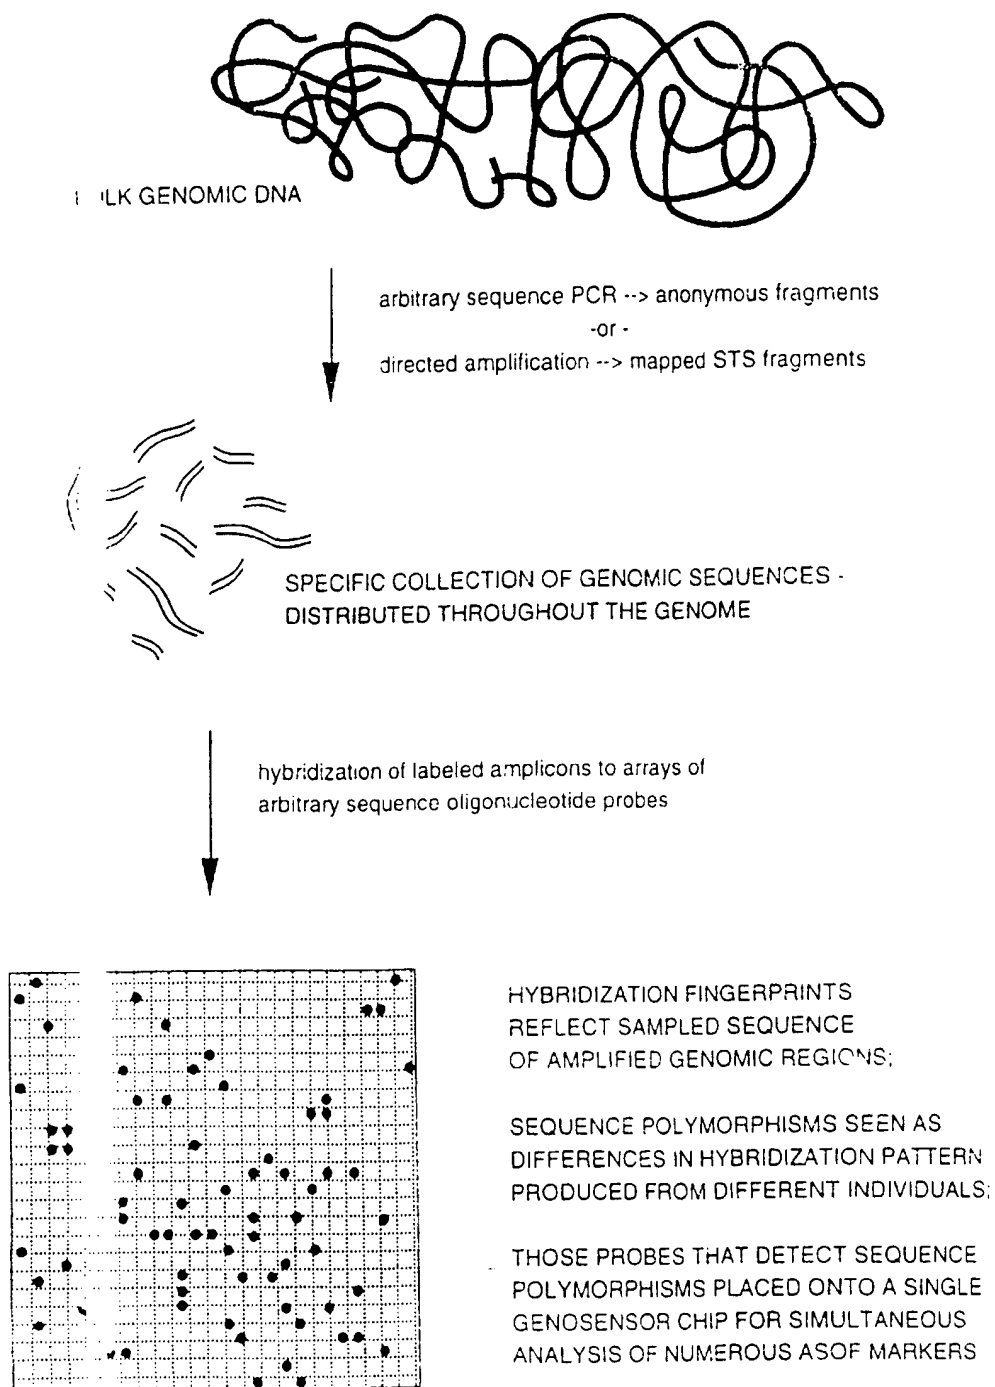 GENOMIC DNA
arbitrary sequence PCR --> anonymous fragments
-or -
directed amplification --> mapped STS fragments
SPECIFIC COLLECTION OF GENOMIC SEQUENCES -
DISTRIBUTED THROUGHOUT THE GENOME
hybridization of labeled amplicons to arrays of
arbitrary sequence oligonucleotide probes
HYBRIDIZATION FINGERPRINTS
REFLECT SAMPLED SEQUENCE
OF AMPLIFIED GENOMIC REGIONS;
SEQUENCE POLYMORPHISMS SEEN AS
DIFFERENCES IN HYBRIDIZATION PATTERN
PRODUCED FROM DIFFERENT INDIVIDUALS;
THOSE PROBES THAT DETECT SEQUENCE
POLYMORPHISMS PLACED ONTO A SINGLE
GENOSENSOR CHIP FOR SIMULTANEOUS
ANALYSIS OF NUMEROUS ASOF MARKERS